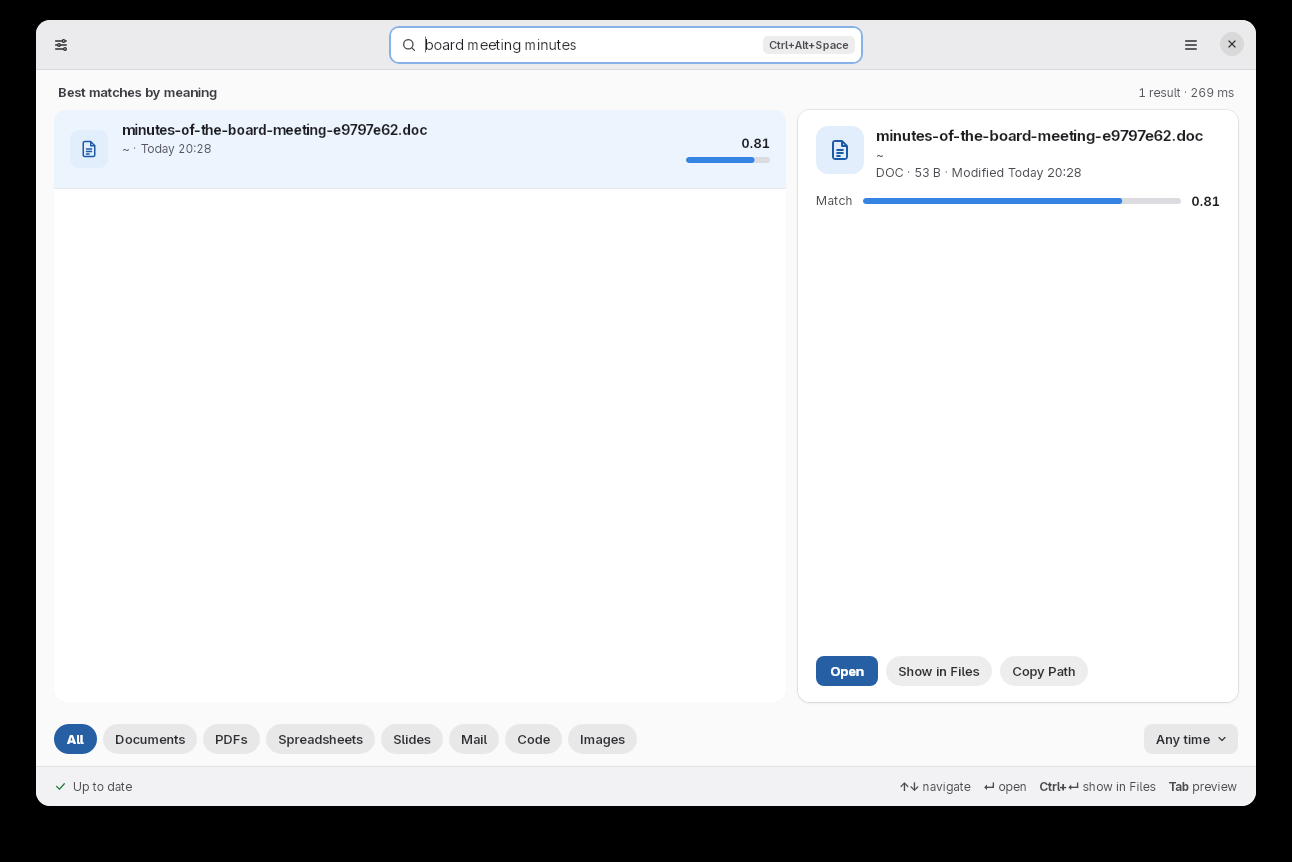 board meeting minutes
Ctrl+Alt+Space
Best matches by meaning
1 result · 269 ms
minutes-of-the-board-meeting-e9797e62.doc
~ · Today 20:28
0.81
minutes-of-the-board-meeting-e9797e62.doc
~
DOC · 53 B · Modified Today 20:28
Match 0.81
Open Show in Files Copy Path
All Documents PDFs Spreadsheets Slides Mail Code Images Any time
Up to date ↑↓ navigate ↵ open Ctrl+↵ show in Files Tab preview